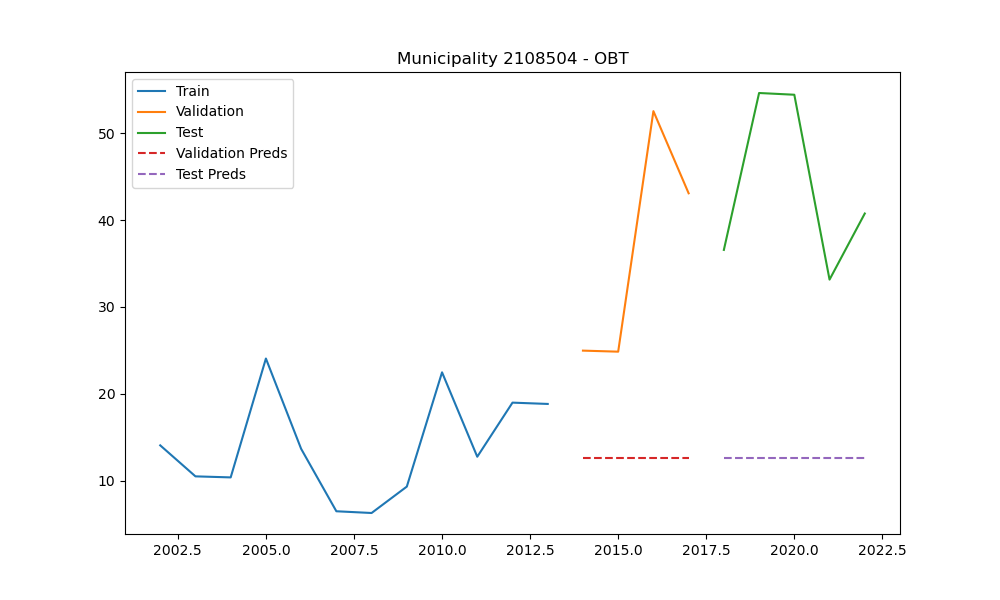 Municipality 2108504 - OBT
Train
Validation
Test
Validation Preds
Test Preds
50
40
30
20
10
2002.5 2005.0 2007.5 2010.0 2012.5 2015.0 2017.5 2020.0 2022.5